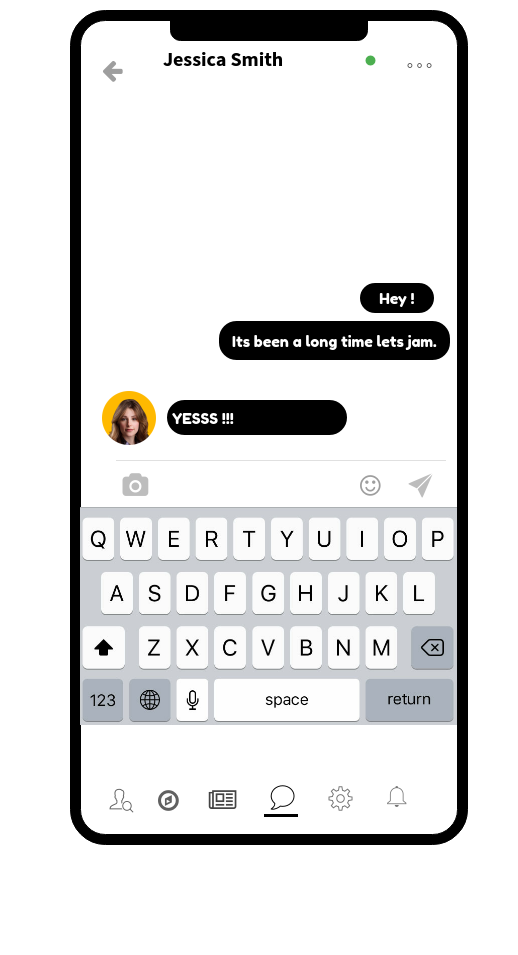 Jessica Smith
Hey !
Its been a long time lets jam.
YESSS !!!
Q W E R T Y U I O P
A S D F G H J K L
Z X C V B N M
123 space return